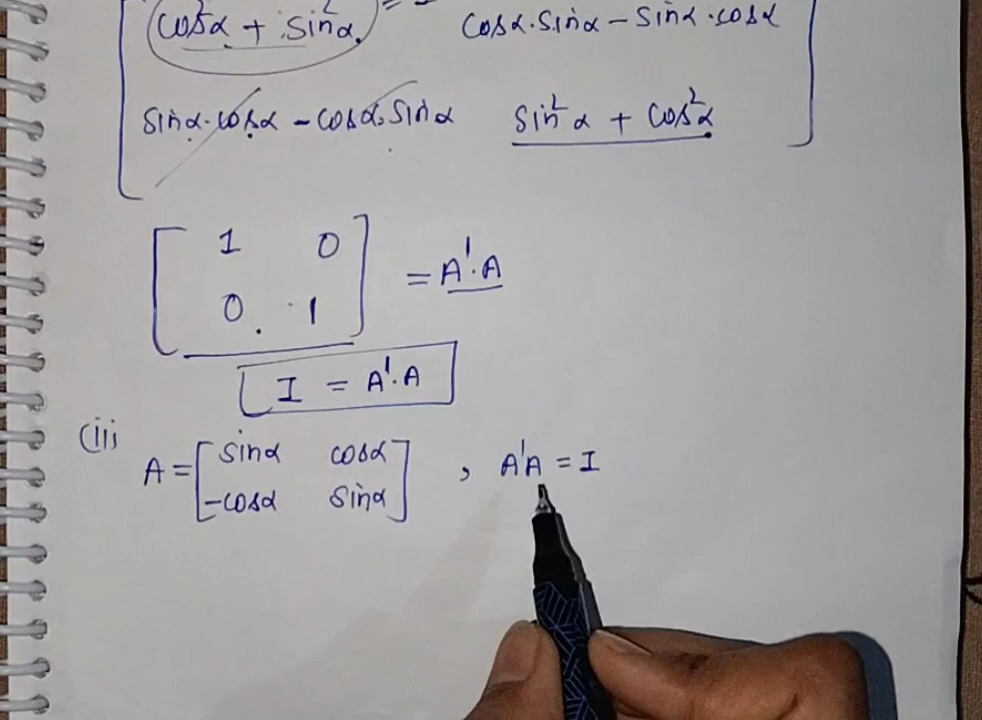 cos²α + sin²α = cosα·sinα - sinα·cosα
sinα·cosα - cosα·sinα sin²α + cos²α
1 0
= A'·A
0 1
I = A'·A
(ii)
sinα cosα
A = , A'A = I
-cosα sinα